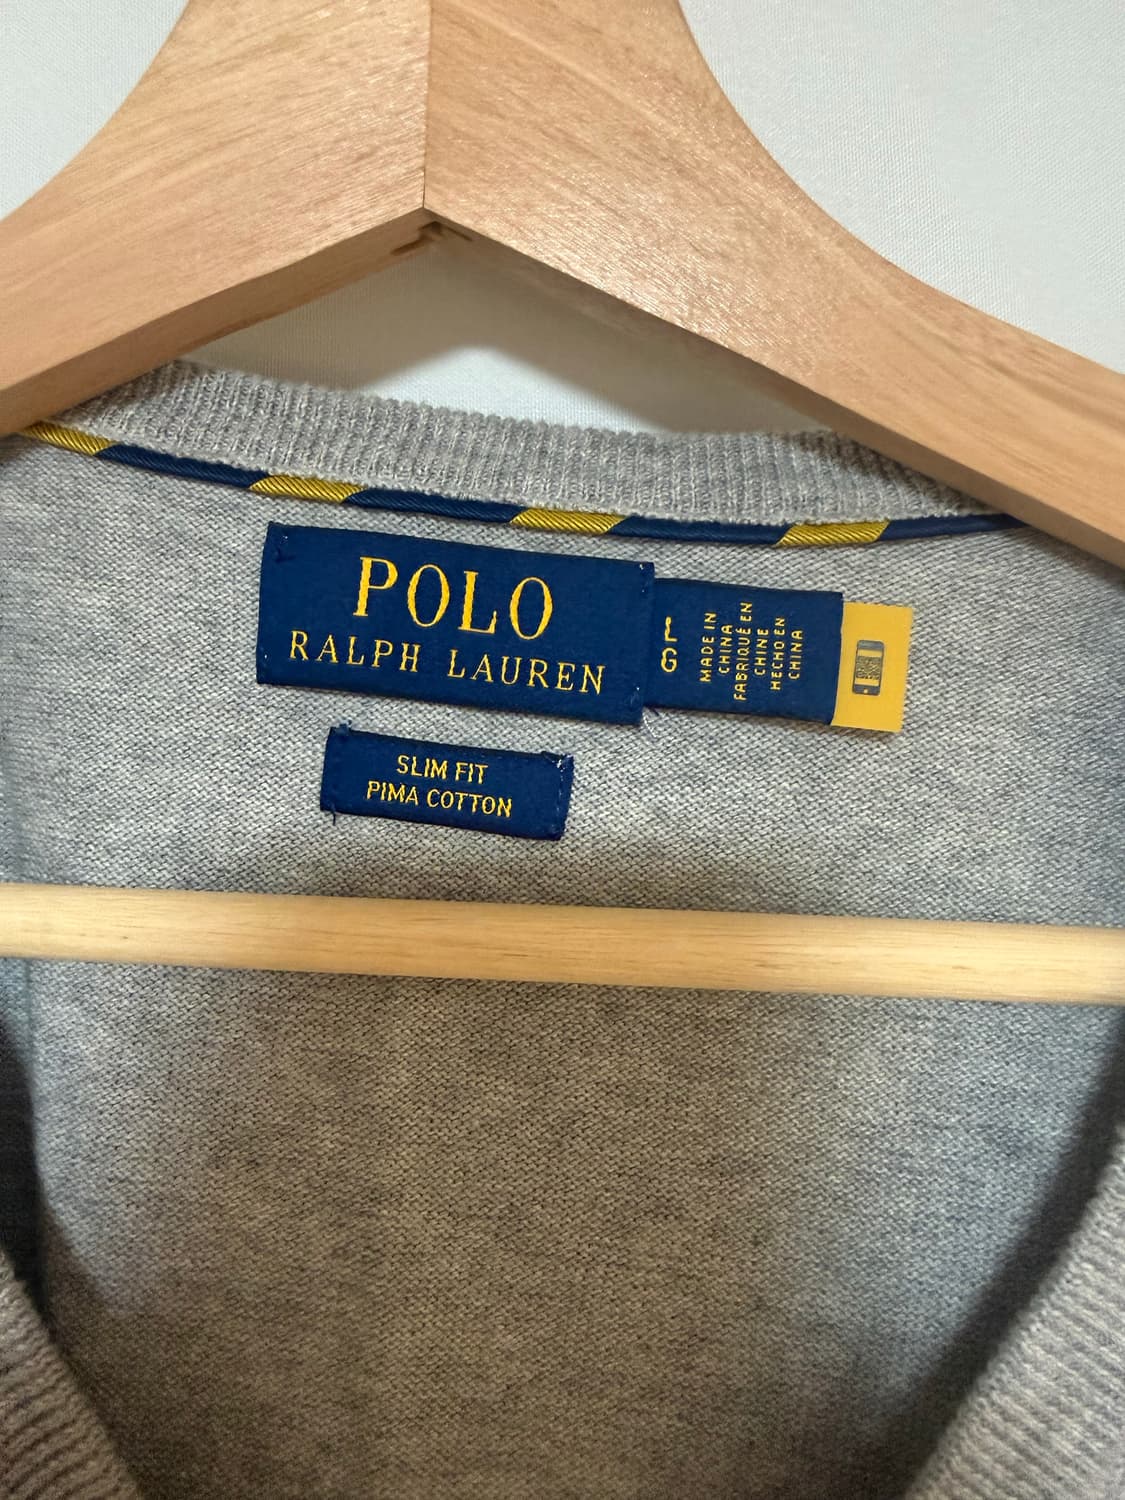 POLO
RALPH LAUREN
LG
MADE IN
CHINA
FABRIQUÉ EN
CHINE
HECHO EN
CHINA
SLIM FIT
PIMA COTTON